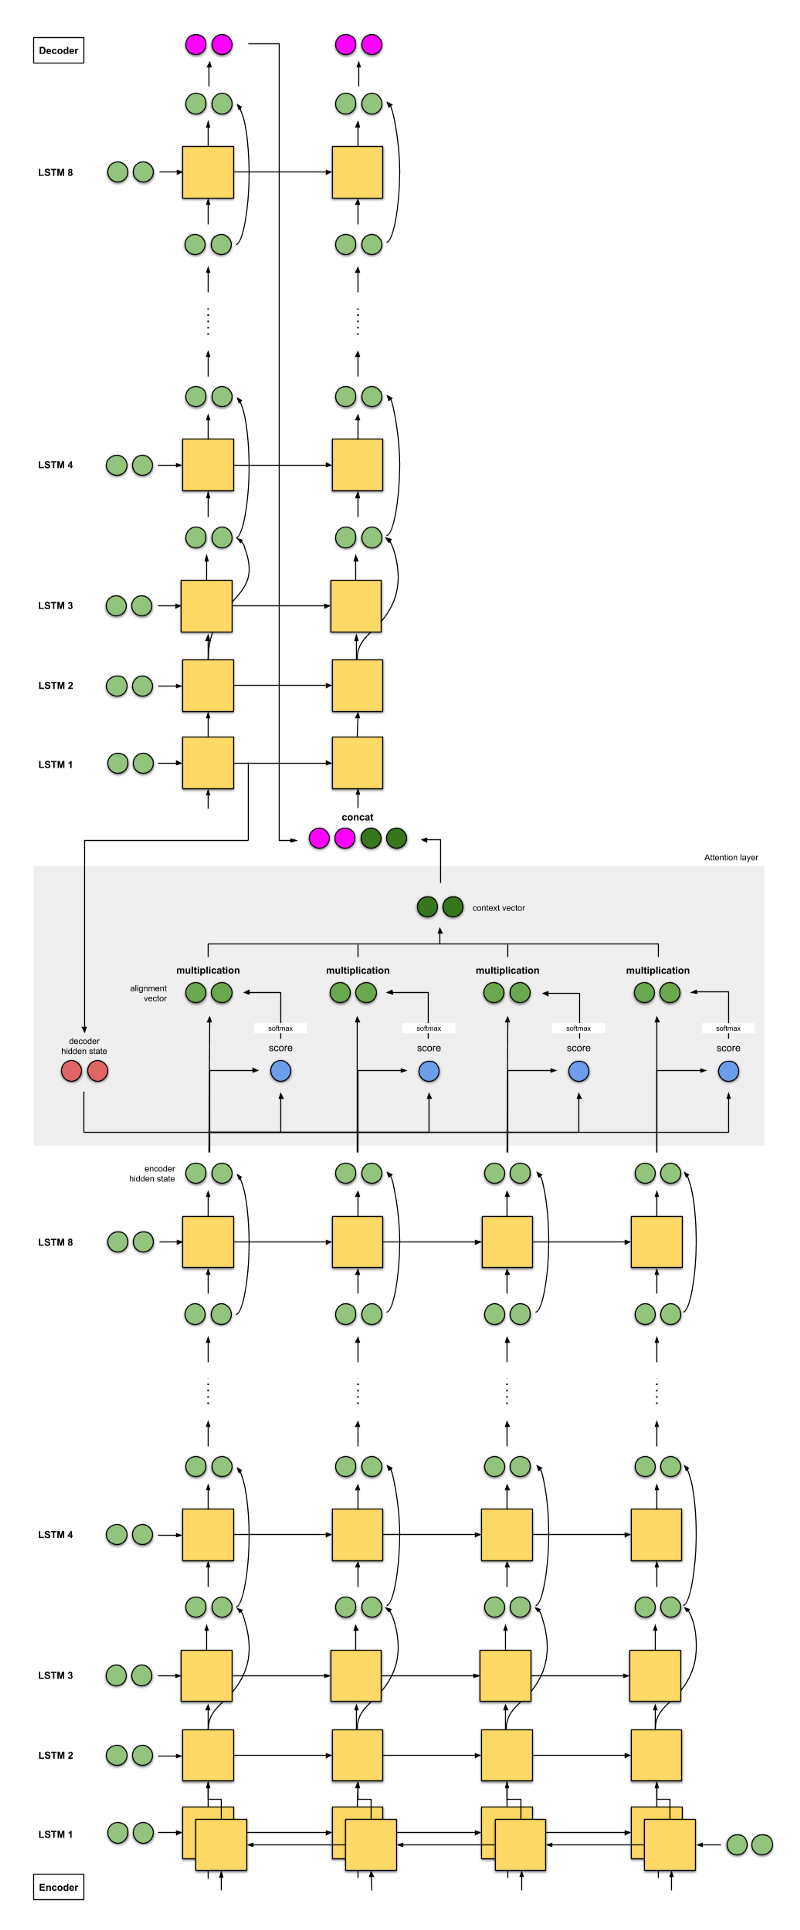 Decoder
LSTM 8
LSTM 4
LSTM 3
LSTM 2
LSTM 1
concat
Attention layer
context vector
multiplication multiplication multiplication multiplication
alignment
vector
softmax softmax softmax softmax
decoder
hidden state
score score score score
encoder
hidden state
LSTM 8
LSTM 4
LSTM 3
LSTM 2
LSTM 1
Encoder